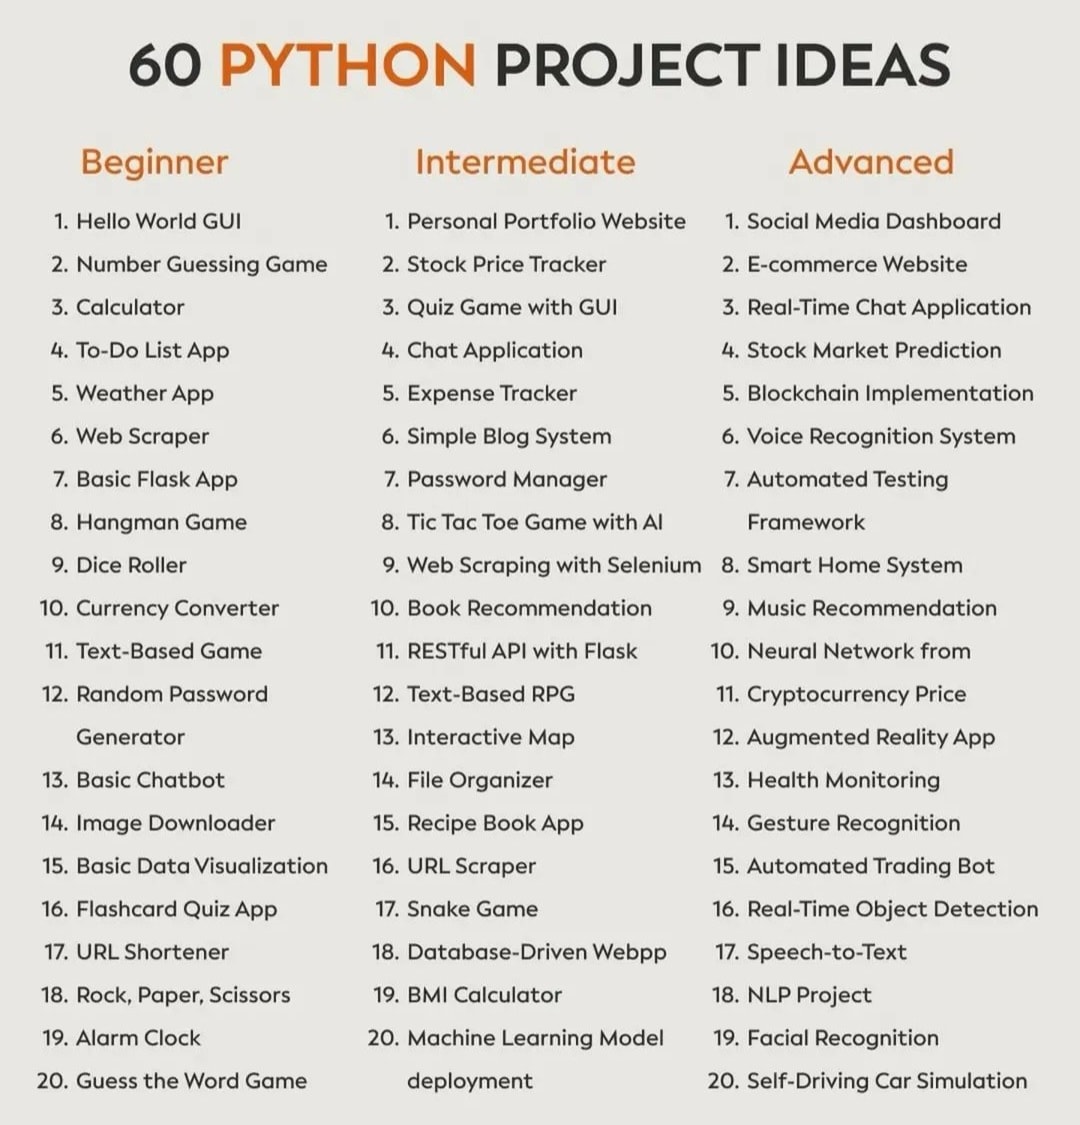 60 PYTHON PROJECT IDEAS
Beginner
1. Hello World GUI
2. Number Guessing Game
3. Calculator
4. To-Do List App
5. Weather App
6. Web Scraper
7. Basic Flask App
8. Hangman Game
9. Dice Roller
10. Currency Converter
11. Text-Based Game
12. Random Password
Generator
13. Basic Chatbot
14. Image Downloader
15. Basic Data Visualization
16. Flashcard Quiz App
17. URL Shortener
18. Rock, Paper, Scissors
19. Alarm Clock
20. Guess the Word Game
Intermediate
1. Personal Portfolio Website
2. Stock Price Tracker
3. Quiz Game with GUI
4. Chat Application
5. Expense Tracker
6. Simple Blog System
7. Password Manager
8. Tic Tac Toe Game with AI
9. Web Scraping with Selenium
10. Book Recommendation
11. RESTful API with Flask
12. Text-Based RPG
13. Interactive Map
14. File Organizer
15. Recipe Book App
16. URL Scraper
17. Snake Game
18. Database-Driven Webpp
19. BMI Calculator
20. Machine Learning Model
deployment
Advanced
1. Social Media Dashboard
2. E-commerce Website
3. Real-Time Chat Application
4. Stock Market Prediction
5. Blockchain Implementation
6. Voice Recognition System
7. Automated Testing
Framework
8. Smart Home System
9. Music Recommendation
10. Neural Network from
11. Cryptocurrency Price
12. Augmented Reality App
13. Health Monitoring
14. Gesture Recognition
15. Automated Trading Bot
16. Real-Time Object Detection
17. Speech-to-Text
18. NLP Project
19. Facial Recognition
20. Self-Driving Car Simulation